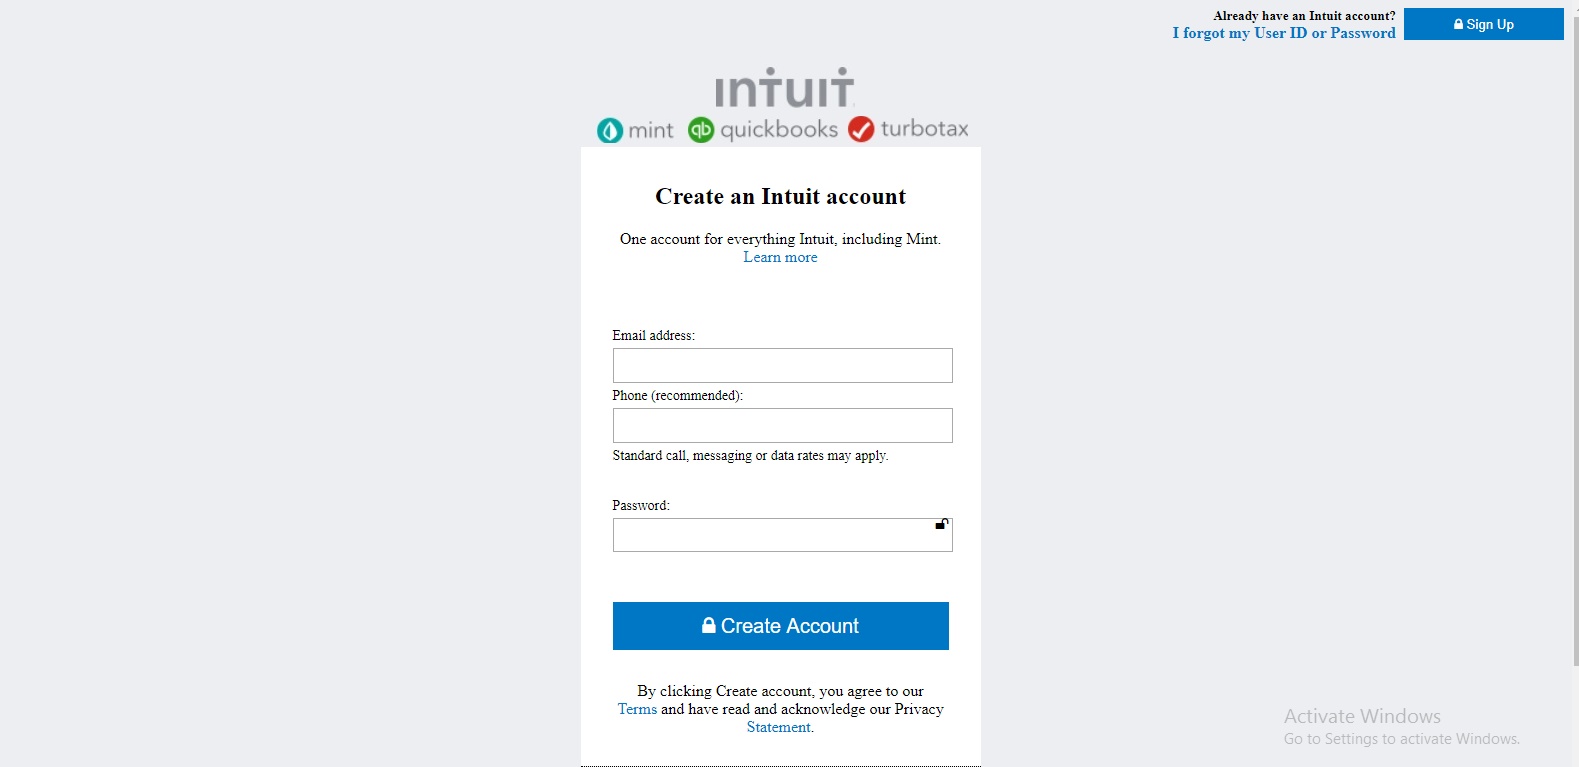 Already have an Intuit account?
I forgot my User ID or Password
Sign Up
intuit
mint qb quickbooks turbotax
Create an Intuit account
One account for everything Intuit, including Mint.
Learn more
Email address:
Phone (recommended):
Standard call, messaging or data rates may apply.
Password:
Create Account
By clicking Create account, you agree to our
Terms and have read and acknowledge our Privacy
Statement.
Activate Windows
Go to Settings to activate Windows.